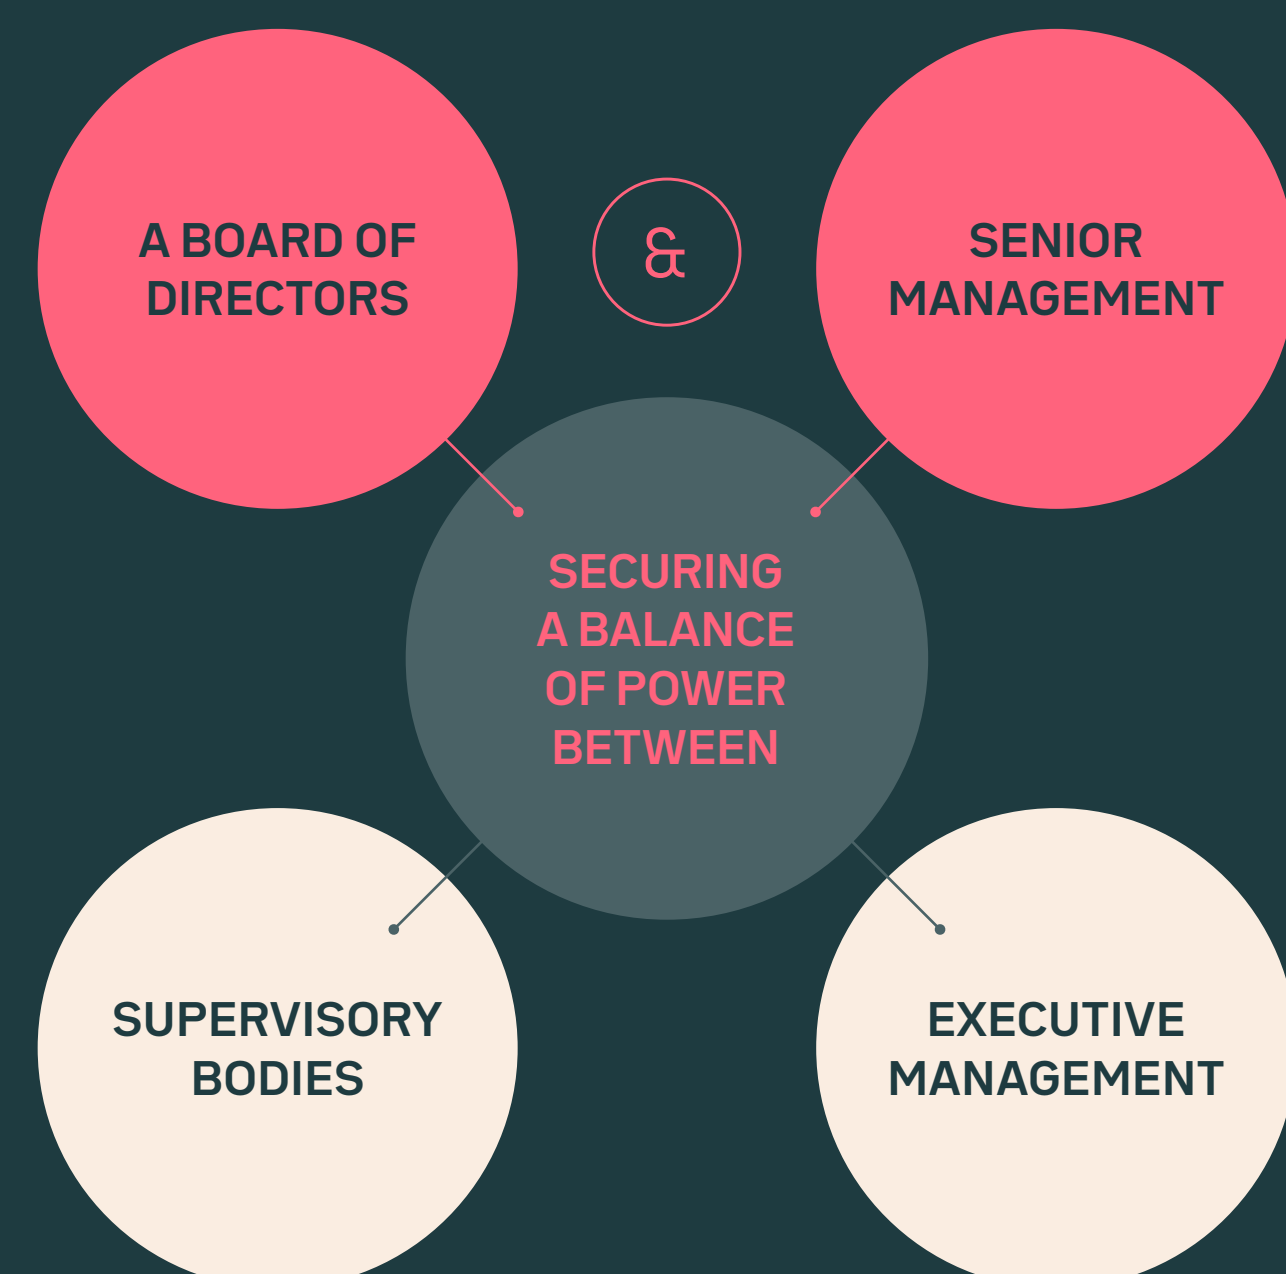 A BOARD OF
DIRECTORS
&
SENIOR
MANAGEMENT
SECURING
A BALANCE
OF POWER
BETWEEN
SUPERVISORY
BODIES
EXECUTIVE
MANAGEMENT